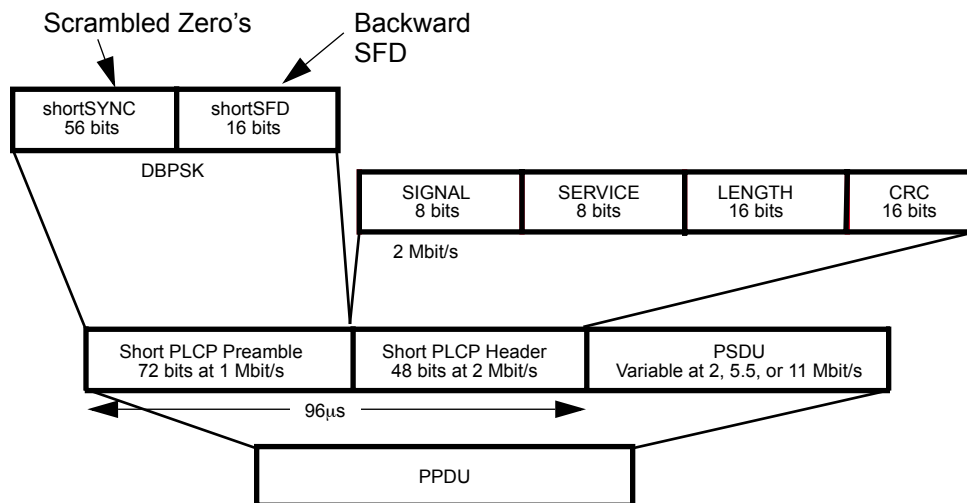 Scrambled Zero's
Backward
SFD
shortSYNC
56 bits
shortSFD
16 bits
DBPSK
SIGNAL
8 bits
SERVICE
8 bits
LENGTH
16 bits
CRC
16 bits
2 Mbit/s
Short PLCP Preamble
72 bits at 1 Mbit/s
Short PLCP Header
48 bits at 2 Mbit/s
PSDU
Variable at 2, 5.5, or 11 Mbit/s
96μs
PPDU